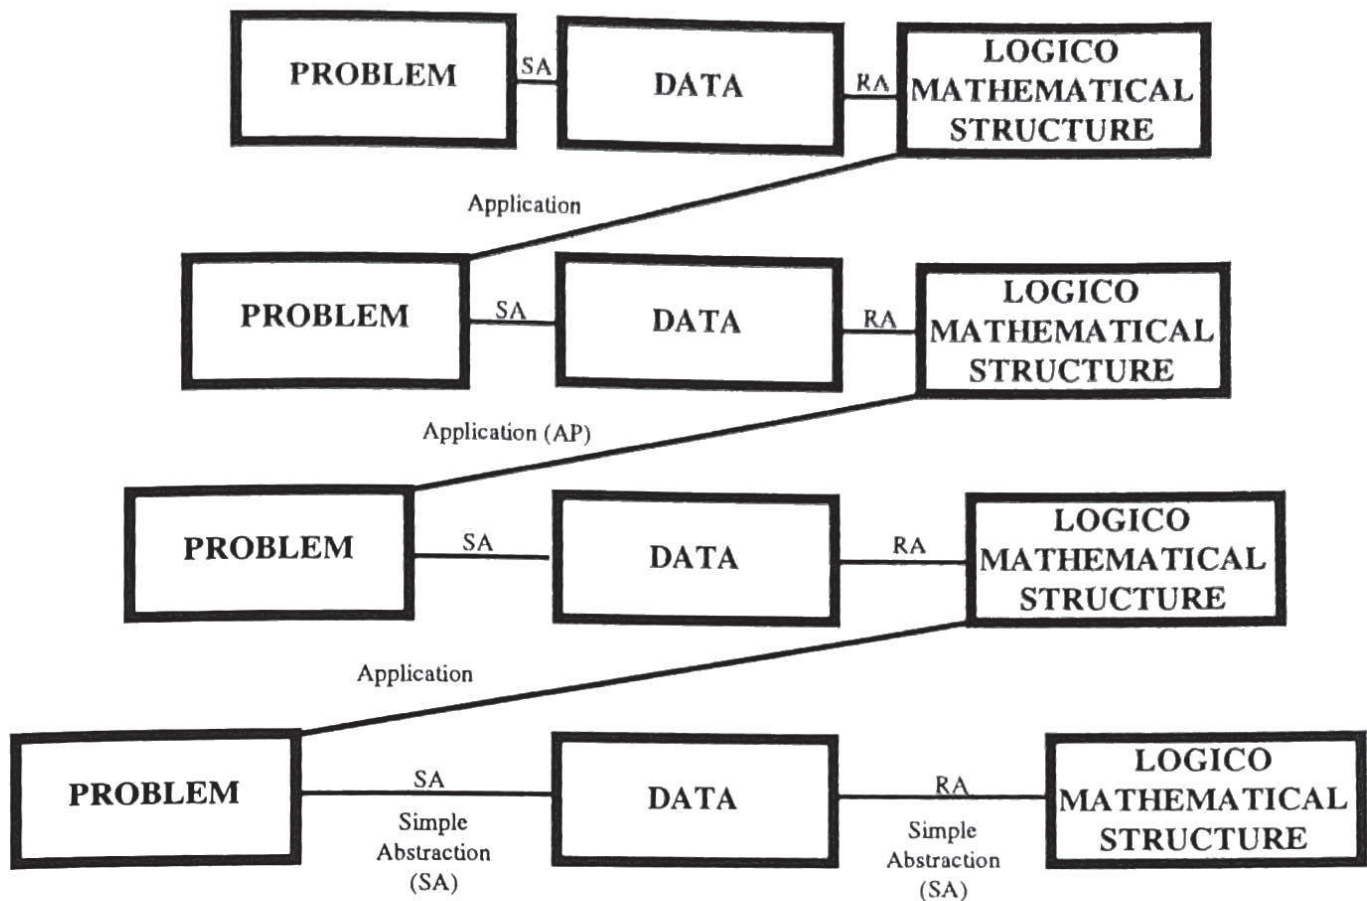 PROBLEM
SA
DATA
RA
LOGICO
MATHEMATICAL
STRUCTURE
Application
PROBLEM
SA
DATA
RA
LOGICO
MATHEMATICAL
STRUCTURE
Application (AP)
PROBLEM
SA
DATA
RA
LOGICO
MATHEMATICAL
STRUCTURE
Application
PROBLEM
SA
Simple
Abstraction
(SA)
DATA
RA
Simple
Abstraction
(SA)
LOGICO
MATHEMATICAL
STRUCTURE